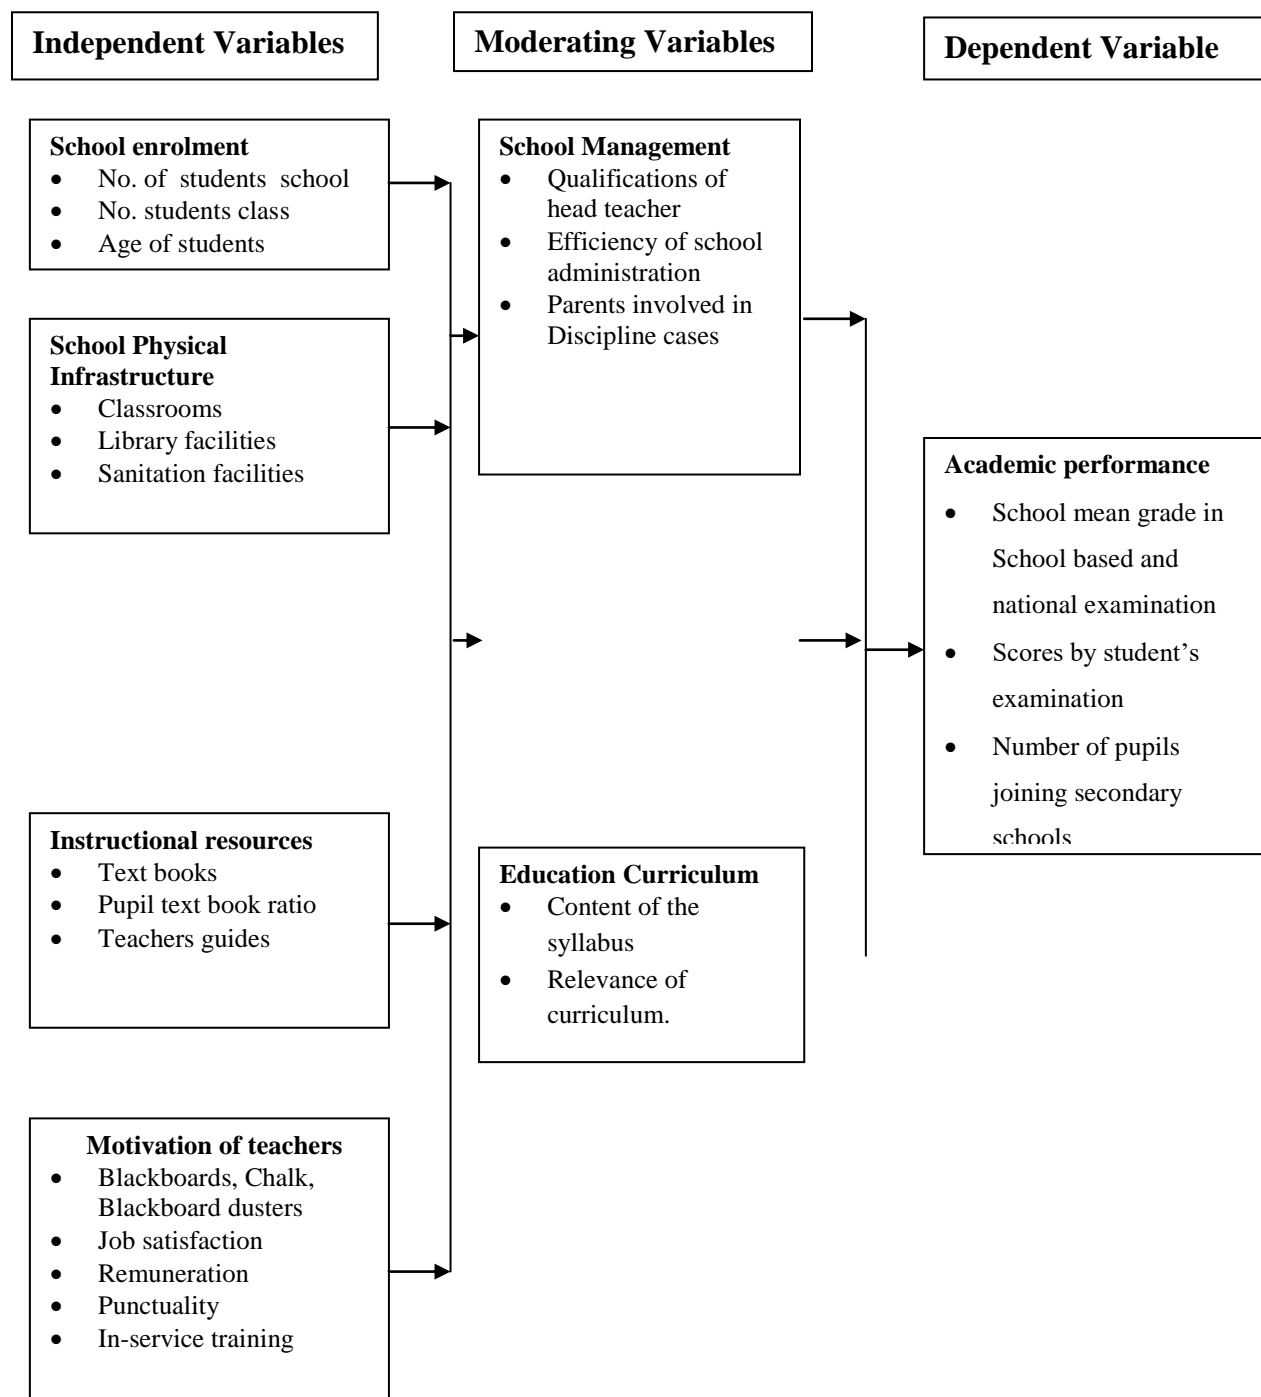 Independent Variables
Moderating Variables
Dependent Variable
School enrolment
• No. of students school
• No. students class
• Age of students
School Physical
Infrastructure
• Classrooms
• Library facilities
• Sanitation facilities
Instructional resources
• Text books
• Pupil text book ratio
• Teachers guides
Motivation of teachers
• Blackboards, Chalk,
Blackboard dusters
• Job satisfaction
• Remuneration
• Punctuality
• In-service training
School Management
• Qualifications of
head teacher
• Efficiency of school
administration
• Parents involved in
Discipline cases
Education Curriculum
• Content of the
syllabus
• Relevance of
curriculum.
Academic performance
• School mean grade in
School based and
national examination
• Scores by student’s
examination
• Number of pupils
joining secondary
schools